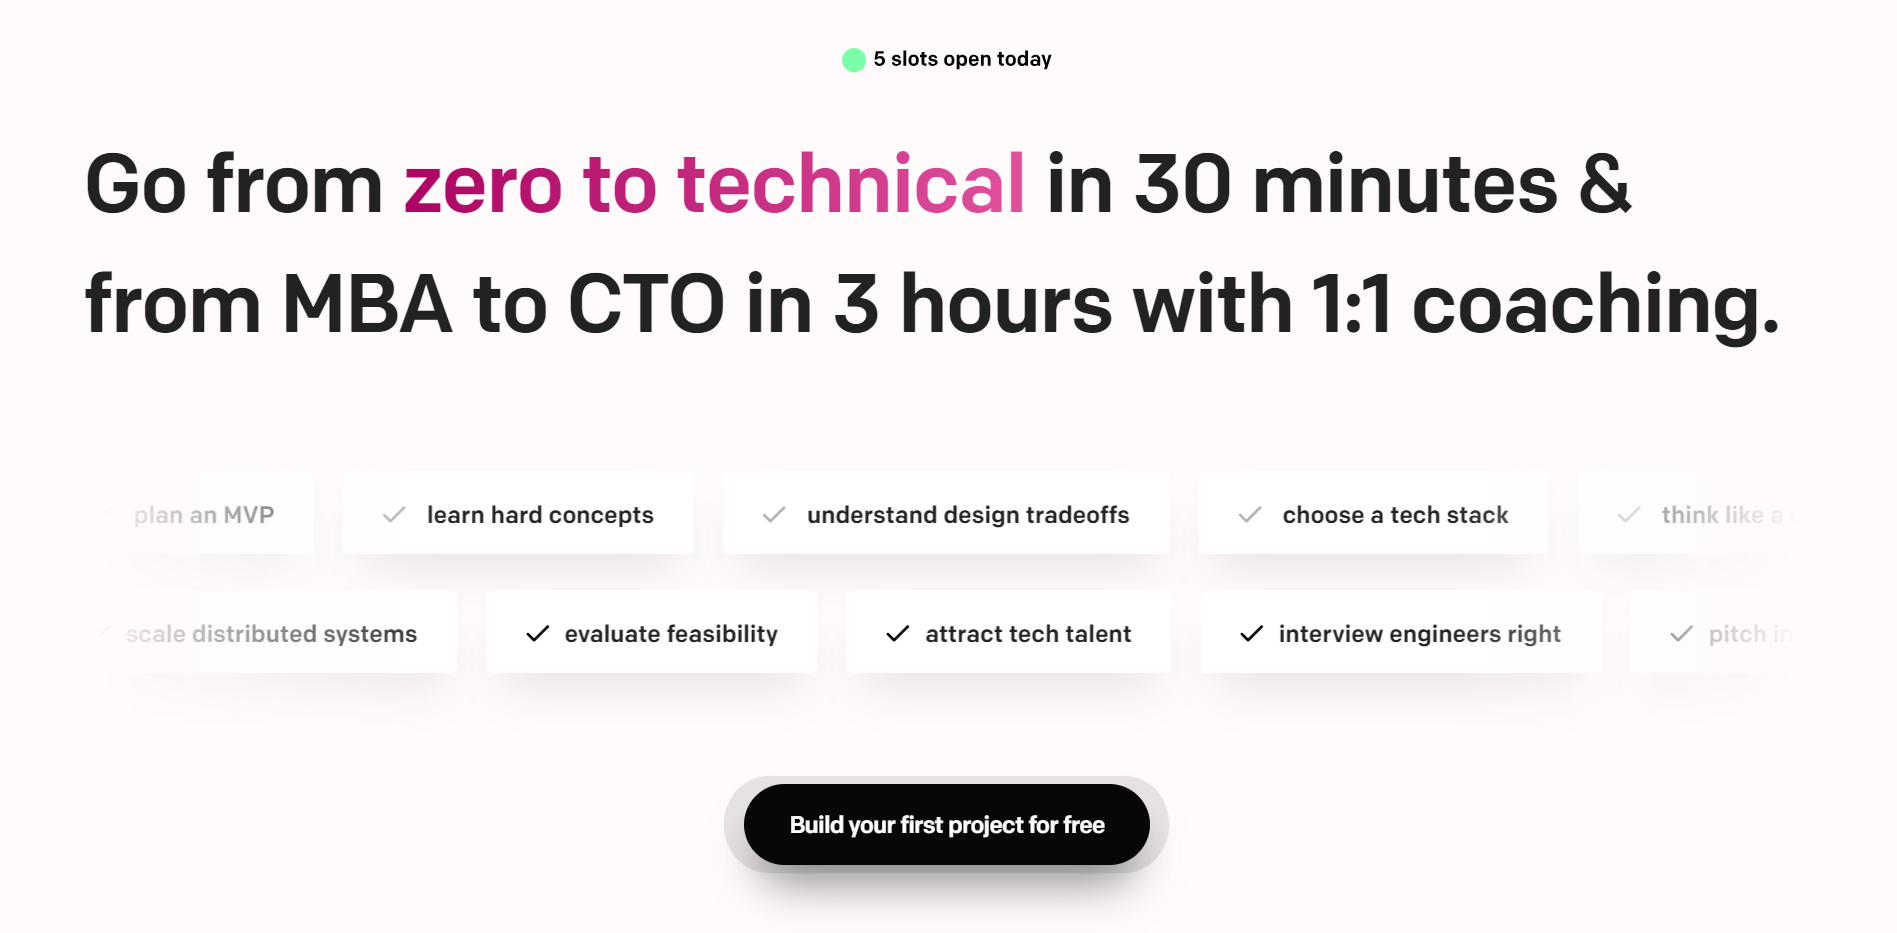 5 slots open today
Go from zero to technical in 30 minutes &
from MBA to CTO in 3 hours with 1:1 coaching.
plan an MVP
learn hard concepts
understand design tradeoffs
choose a tech stack
think like a
scale distributed systems
evaluate feasibility
attract tech talent
interview engineers right
pitch in
Build your first project for free